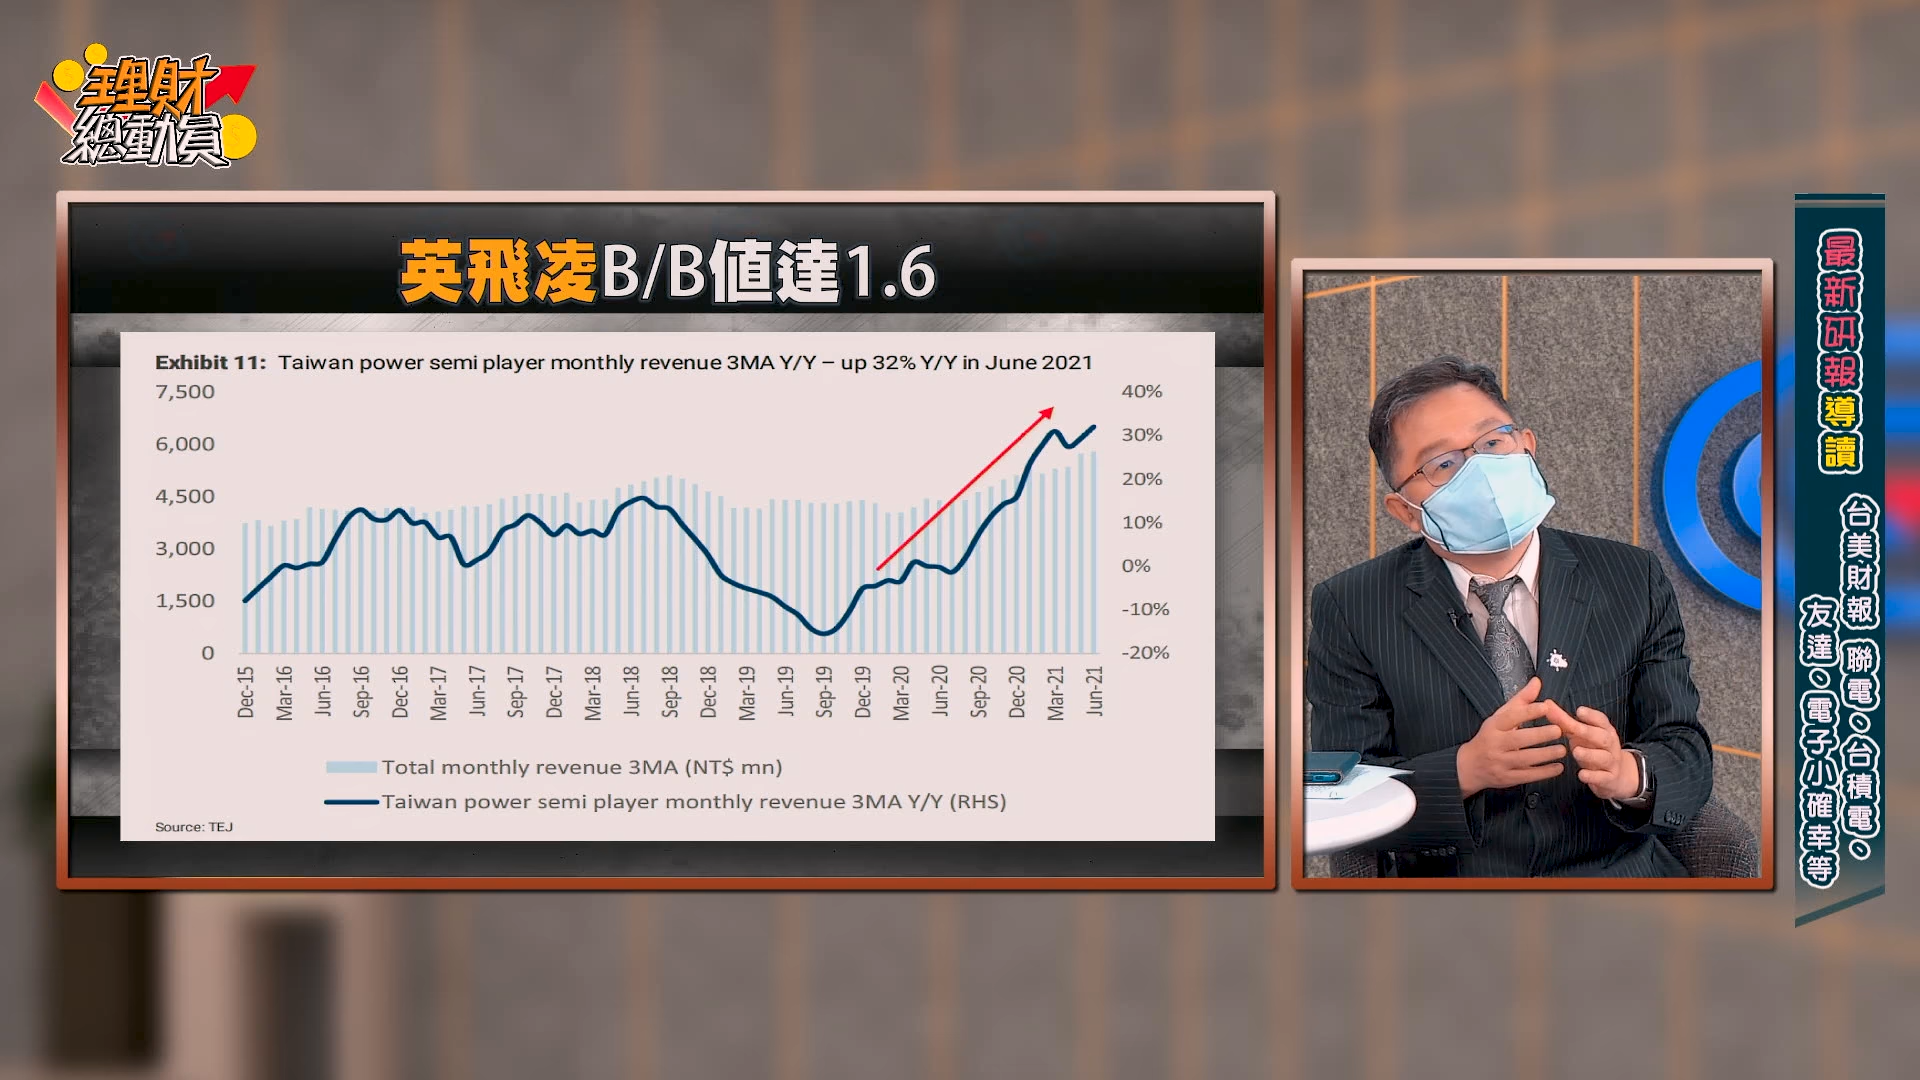 理財
總動員
英飛凌B/B值達1.6
Exhibit 11: Taiwan power semi player monthly revenue 3MA Y/Y – up 32% Y/Y in June 2021
7,500
6,000
4,500
3,000
1,500
0
40%
30%
20%
10%
0%
-10%
-20%
Dec-15
Mar-16
Jun-16
Sep-16
Dec-16
Mar-17
Jun-17
Sep-17
Dec-17
Mar-18
Jun-18
Sep-18
Dec-18
Mar-19
Jun-19
Sep-19
Dec-19
Mar-20
Jun-20
Sep-20
Dec-20
Mar-21
Jun-21
Total monthly revenue 3MA (NT$ mn)
Taiwan power semi player monthly revenue 3MA Y/Y (RHS)
Source: TEJ
最新研報導讀
台美財報 聯電。台積電。
友達。電子小確幸等